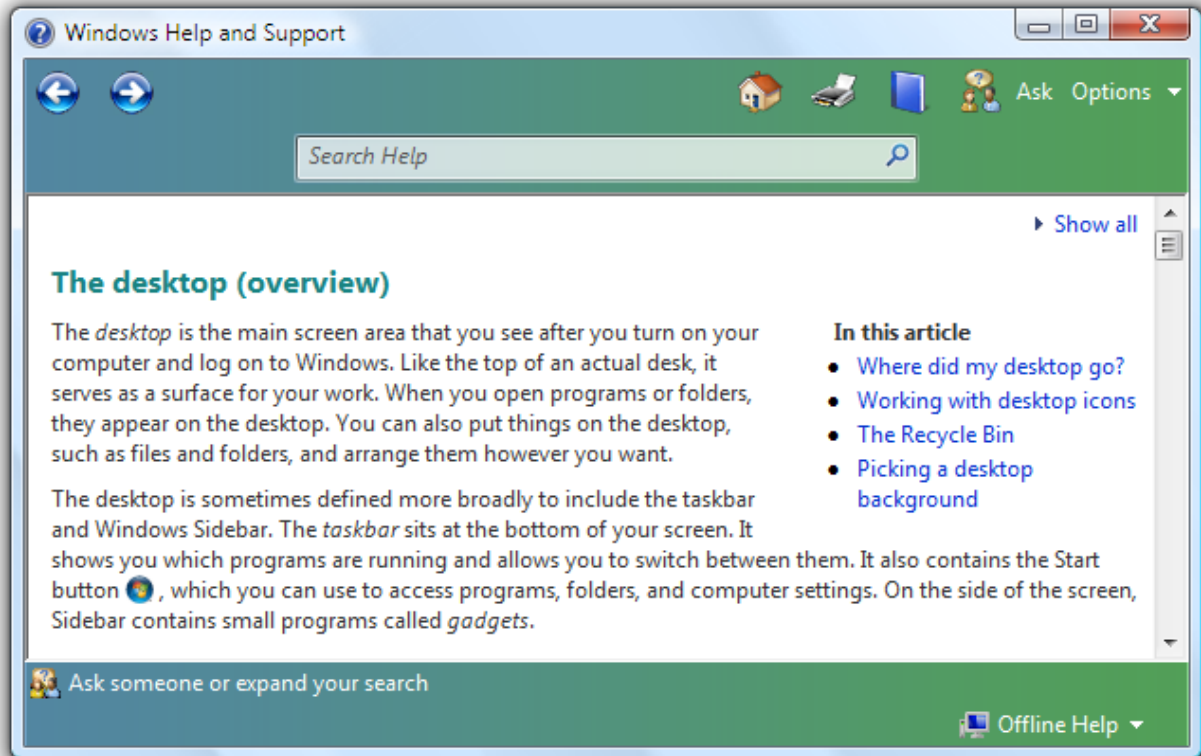 Windows Help and Support
Ask Options
Search Help
Show all
The desktop (overview)
The desktop is the main screen area that you see after you turn on your
computer and log on to Windows. Like the top of an actual desk, it
serves as a surface for your work. When you open programs or folders,
they appear on the desktop. You can also put things on the desktop,
such as files and folders, and arrange them however you want.
In this article
Where did my desktop go?
Working with desktop icons
The Recycle Bin
Picking a desktop
background
The desktop is sometimes defined more broadly to include the taskbar
and Windows Sidebar. The taskbar sits at the bottom of your screen. It
shows you which programs are running and allows you to switch between them. It also contains the Start
button , which you can use to access programs, folders, and computer settings. On the side of the screen,
Sidebar contains small programs called gadgets.
Ask someone or expand your search
Offline Help